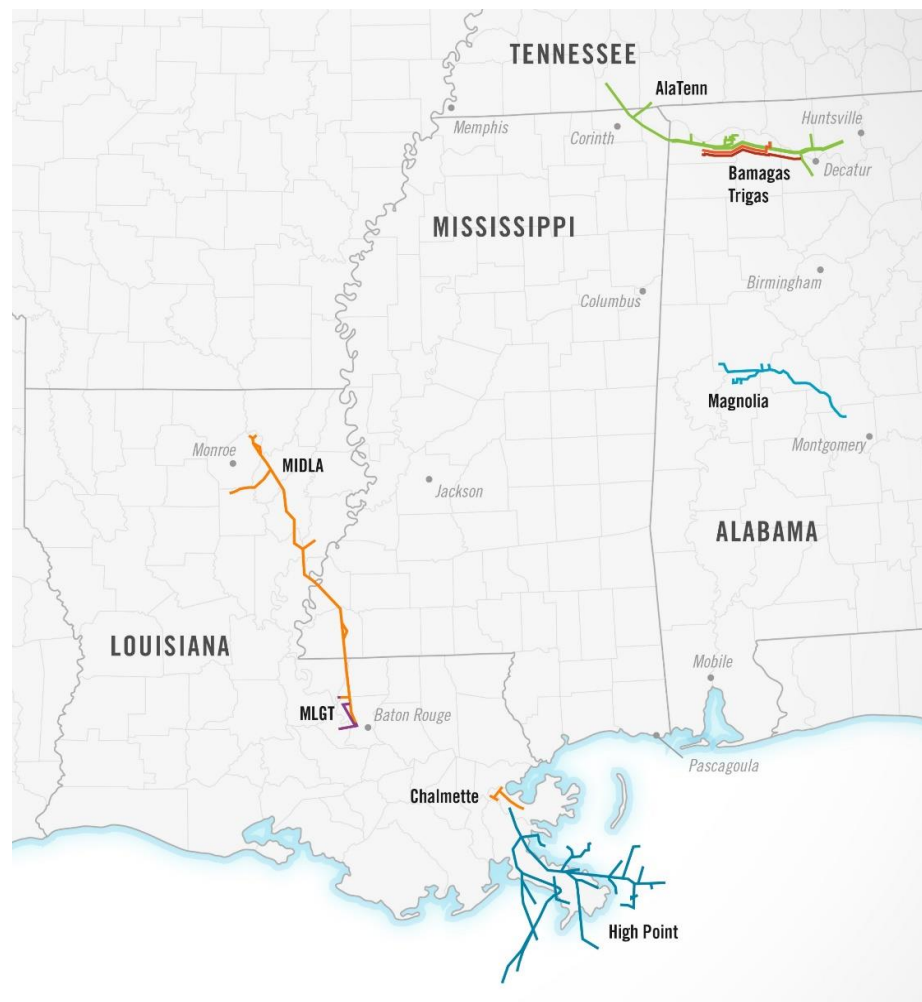 TENNESSEE
AlaTenn
Memphis
Corinth
Huntsville
Decatur
Bamagas
Trigas
MISSISSIPPI
Birmingham
Columbus
Magnolia
Montgomery
Monroe
MIDLA
Jackson
ALABAMA
LOUISIANA
Mobile
MLGT
Baton Rouge
Pascagoula
Chalmette
High Point